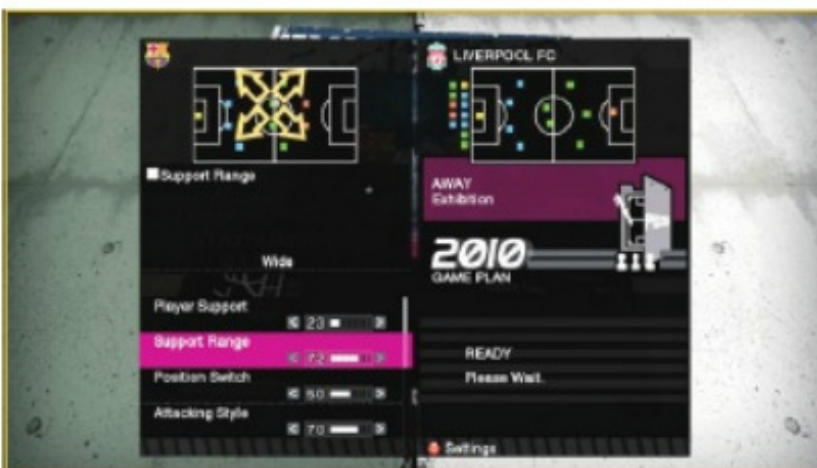 LIVERPOOL FC
Support Range
AWAY
Exhibition
2010
GAME PLAN
Wide
Player Support
23
Support Range
72
Position Switch
50
Attacking Style
70
READY
Please Wait.
Settings